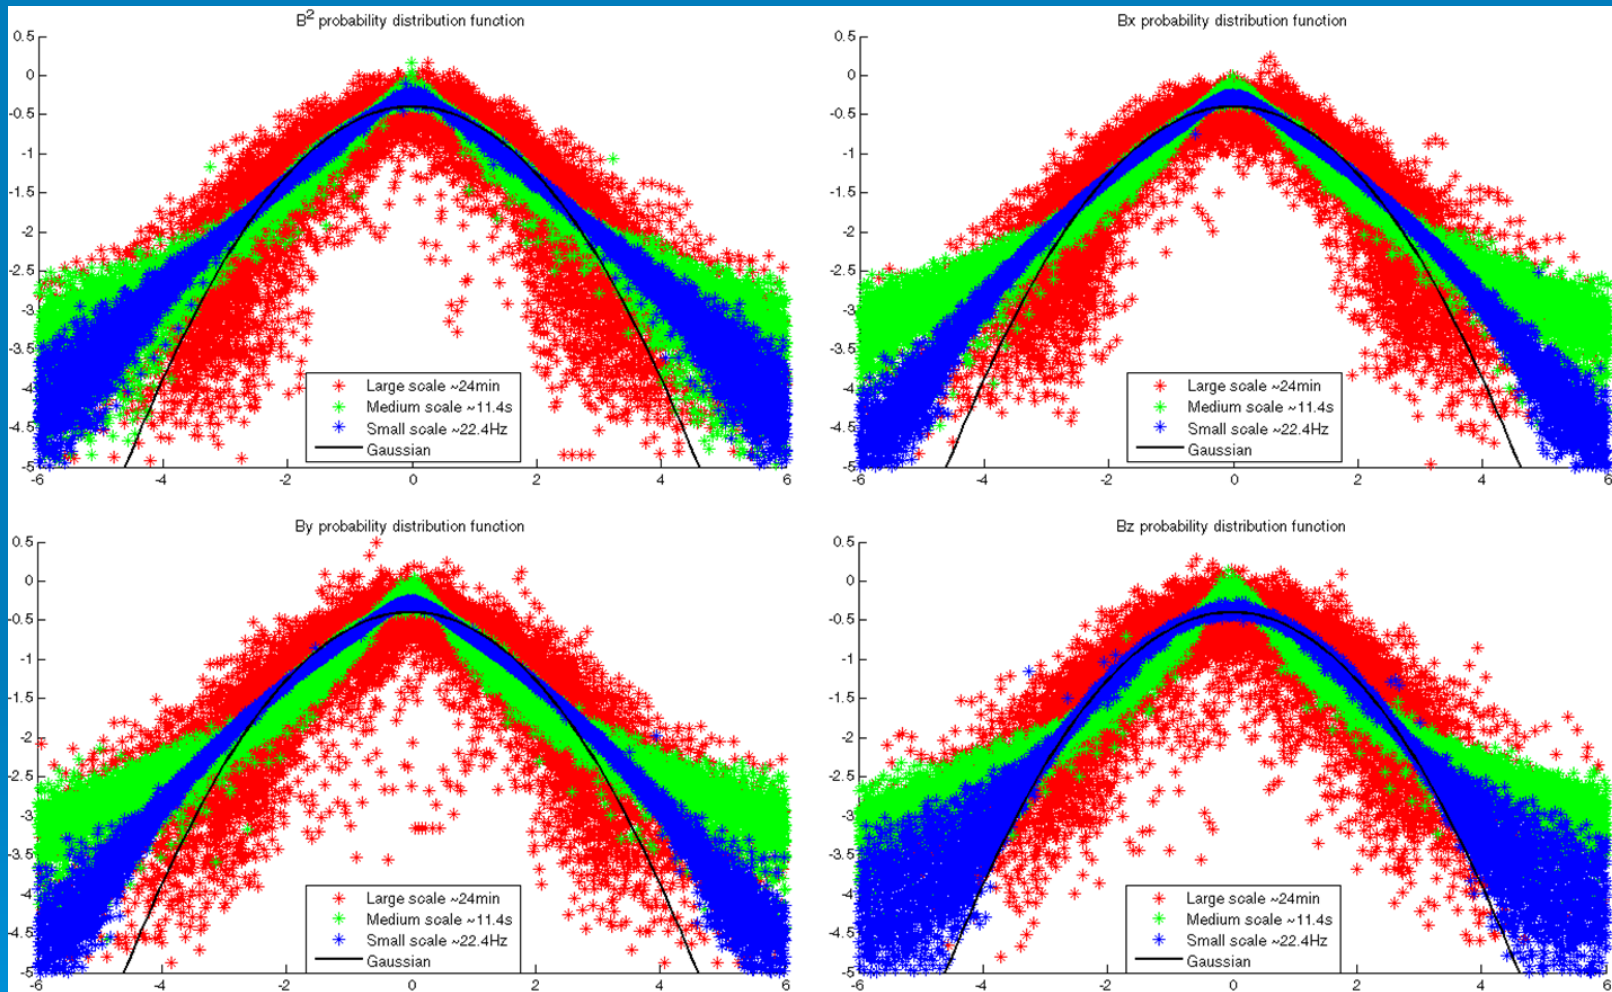 B² probability distribution function
0.5
0
-0.5
-1
-1.5
-2
-2.5
-3
-3.5
-4
-4.5
-5
-6 -4 -2 0 2 4 6
Large scale ~24min
Medium scale ~11.4s
Small scale ~22.4Hz
Gaussian
Bx probability distribution function
0.5
0
-0.5
-1
-1.5
-2
-2.5
-3
-3.5
-4
-4.5
-5
-6 -4 -2 0 2 4 6
Large scale ~24min
Medium scale ~11.4s
Small scale ~22.4Hz
Gaussian
By probability distribution function
0.5
0
-0.5
-1
-1.5
-2
-2.5
-3
-3.5
-4
-4.5
-5
-6 -4 -2 0 2 4 6
Large scale ~24min
Medium scale ~11.4s
Small scale ~22.4Hz
Gaussian
Bz probability distribution function
0.5
0
-0.5
-1
-1.5
-2
-2.5
-3
-3.5
-4
-4.5
-5
-6 -4 -2 0 2 4 6
Large scale ~24min
Medium scale ~11.4s
Small scale ~22.4Hz
Gaussian